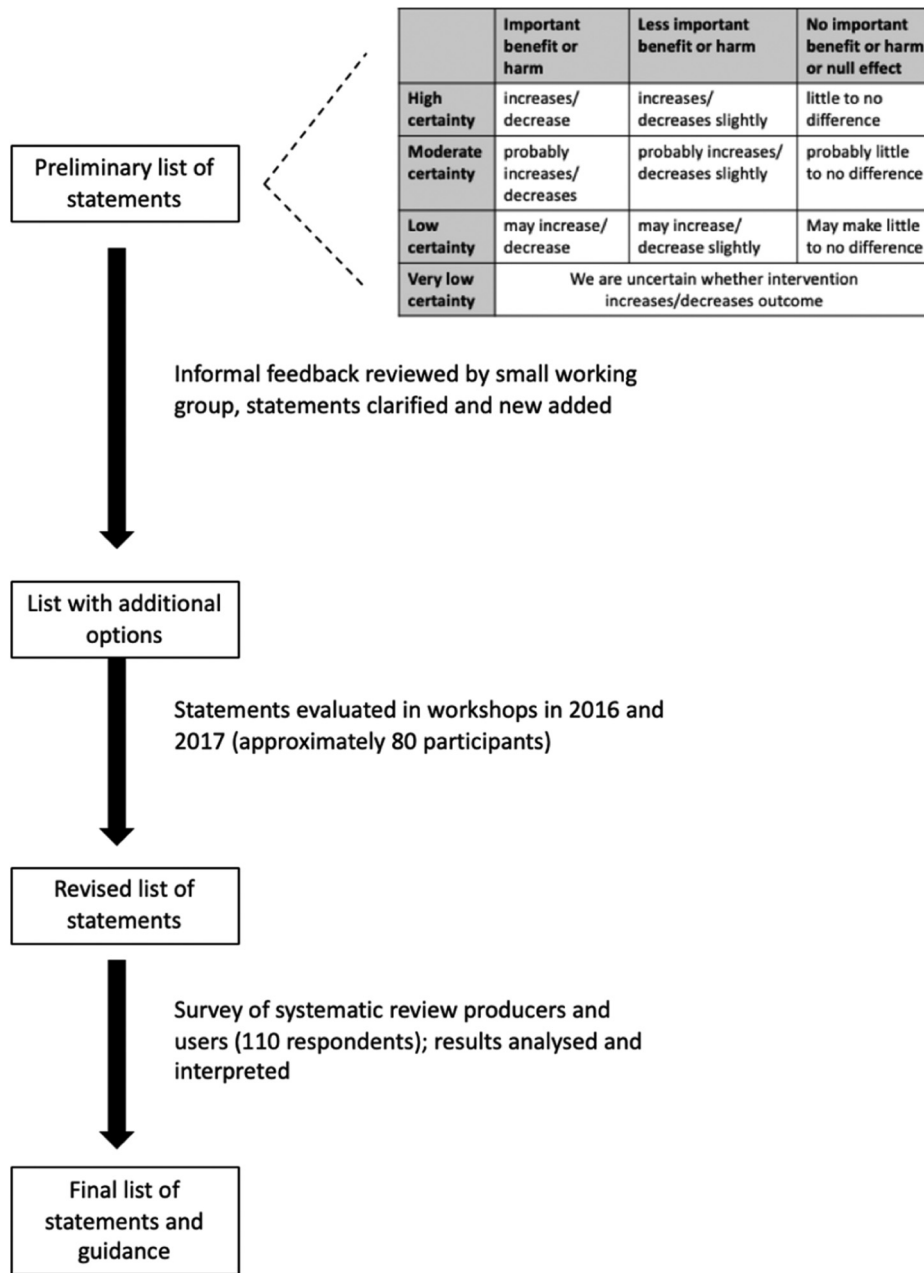 Important benefit or harm
Less important benefit or harm
No important benefit or harm or null effect
High certainty
increases/ decrease
increases/ decreases slightly
little to no difference
Moderate certainty
probably increases/ decreases
probably increases/ decreases slightly
probably little to no difference
Low certainty
may increase/ decrease
may increase/ decrease slightly
May make little to no difference
Very low certainty
We are uncertain whether intervention
increases/decreases outcome
Preliminary list of
statements
Informal feedback reviewed by small working
group, statements clarified and new added
List with additional
options
Statements evaluated in workshops in 2016 and
2017 (approximately 80 participants)
Revised list of
statements
Survey of systematic review producers and
users (110 respondents); results analysed and
interpreted
Final list of
statements and
guidance